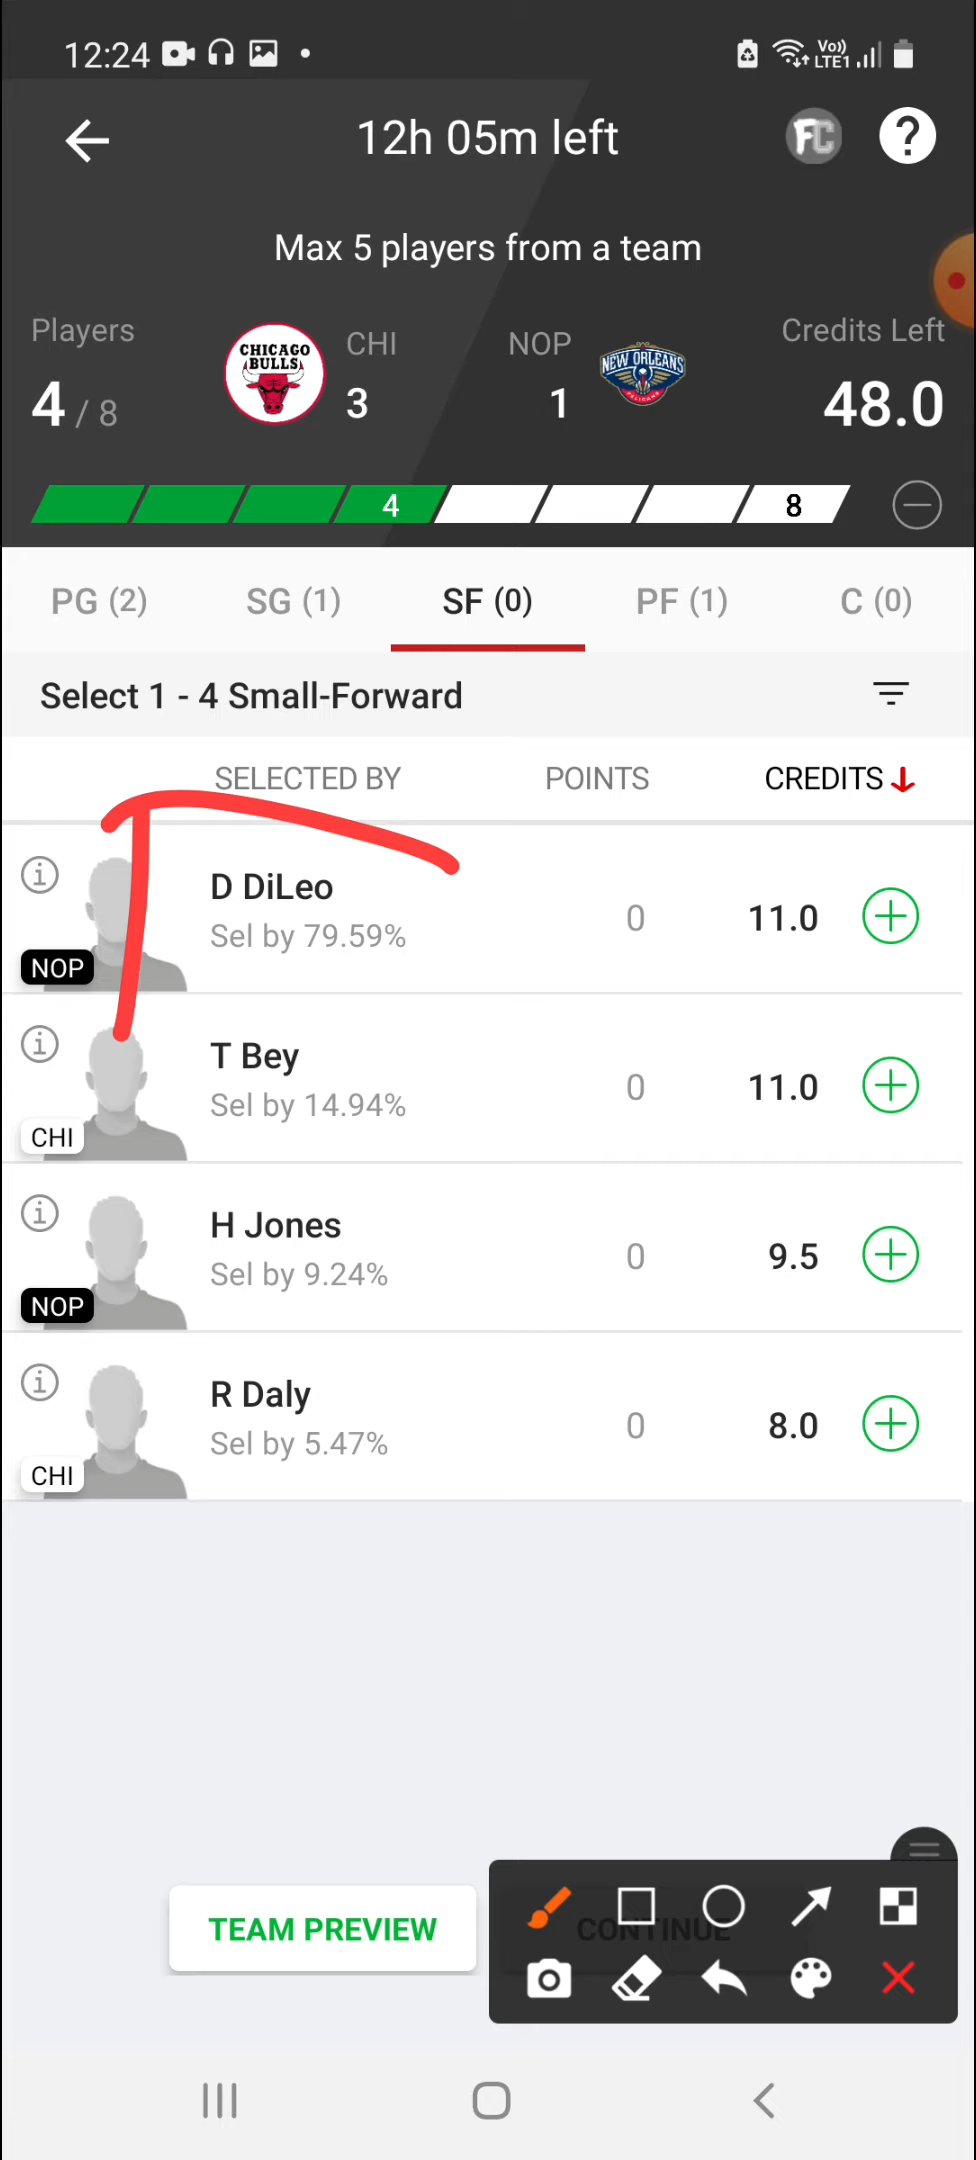 12:24 Vo)) LTE1
12h 05m left FC ?
Max 5 players from a team
Players CHI NOP Credits Left
CHICAGO BULLS NEW ORLEANS PELICANS
4 / 8 3 1 48.0
4 8
PG (2) SG (1) SF (0) PF (1) C (0)
Select 1 - 4 Small-Forward
SELECTED BY POINTS CREDITS
D DiLeo
Sel by 79.59% 0 11.0
NOP
T Bey
Sel by 14.94% 0 11.0
CHI
H Jones
Sel by 9.24% 0 9.5
NOP
R Daly
Sel by 5.47% 0 8.0
CHI
TEAM PREVIEW CONTINUE